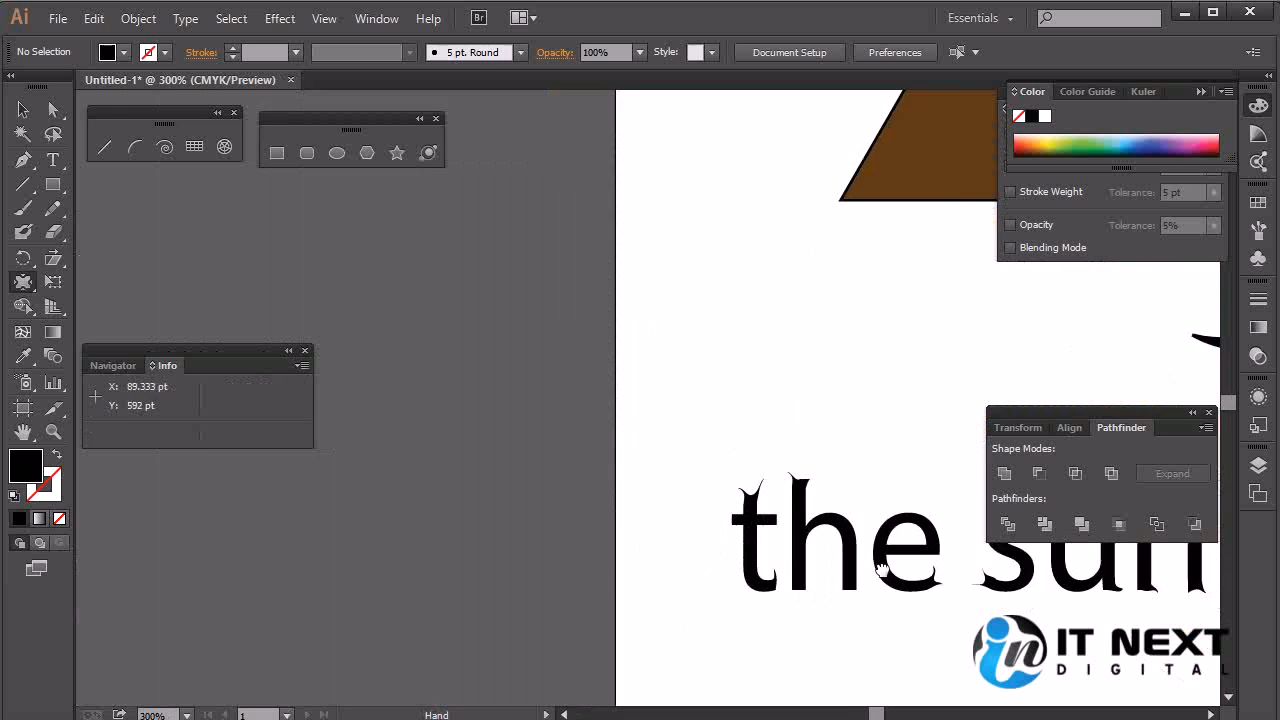 Ai File Edit Object Type Select Effect View Window Help Br Essentials
No Selection Stroke: 5 pt. Round Opacity: 100% Style: Document Setup Preferences
Untitled-1* @ 300% (CMYK/Preview)
Color Color Guide Kuler
Stroke Weight Tolerance: 5 pt
Opacity Tolerance: 5%
Blending Mode
Navigator Info
X: 89.333 pt
Y: 592 pt
Transform Align Pathfinder
Shape Modes:
Expand
Pathfinders:
the sun
in IT NEXT
DIGITAL
300% 1 Hand